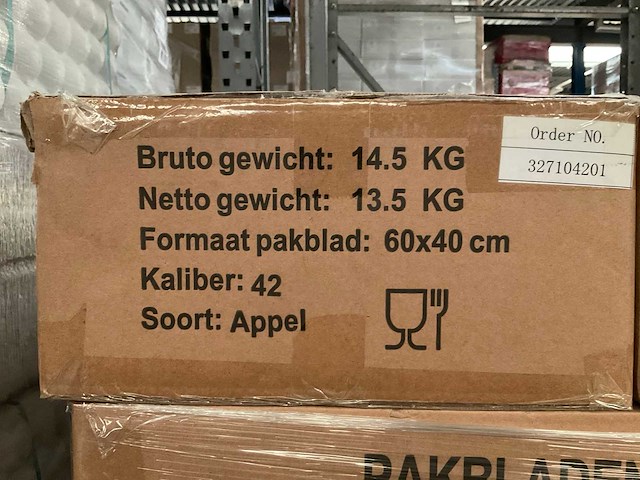 Order NO.
327104201
Bruto gewicht: 14.5 KG
Netto gewicht: 13.5 KG
Formaat pakblad: 60x40 cm
Kaliber: 42
Soort: Appel
PAKBLADEN